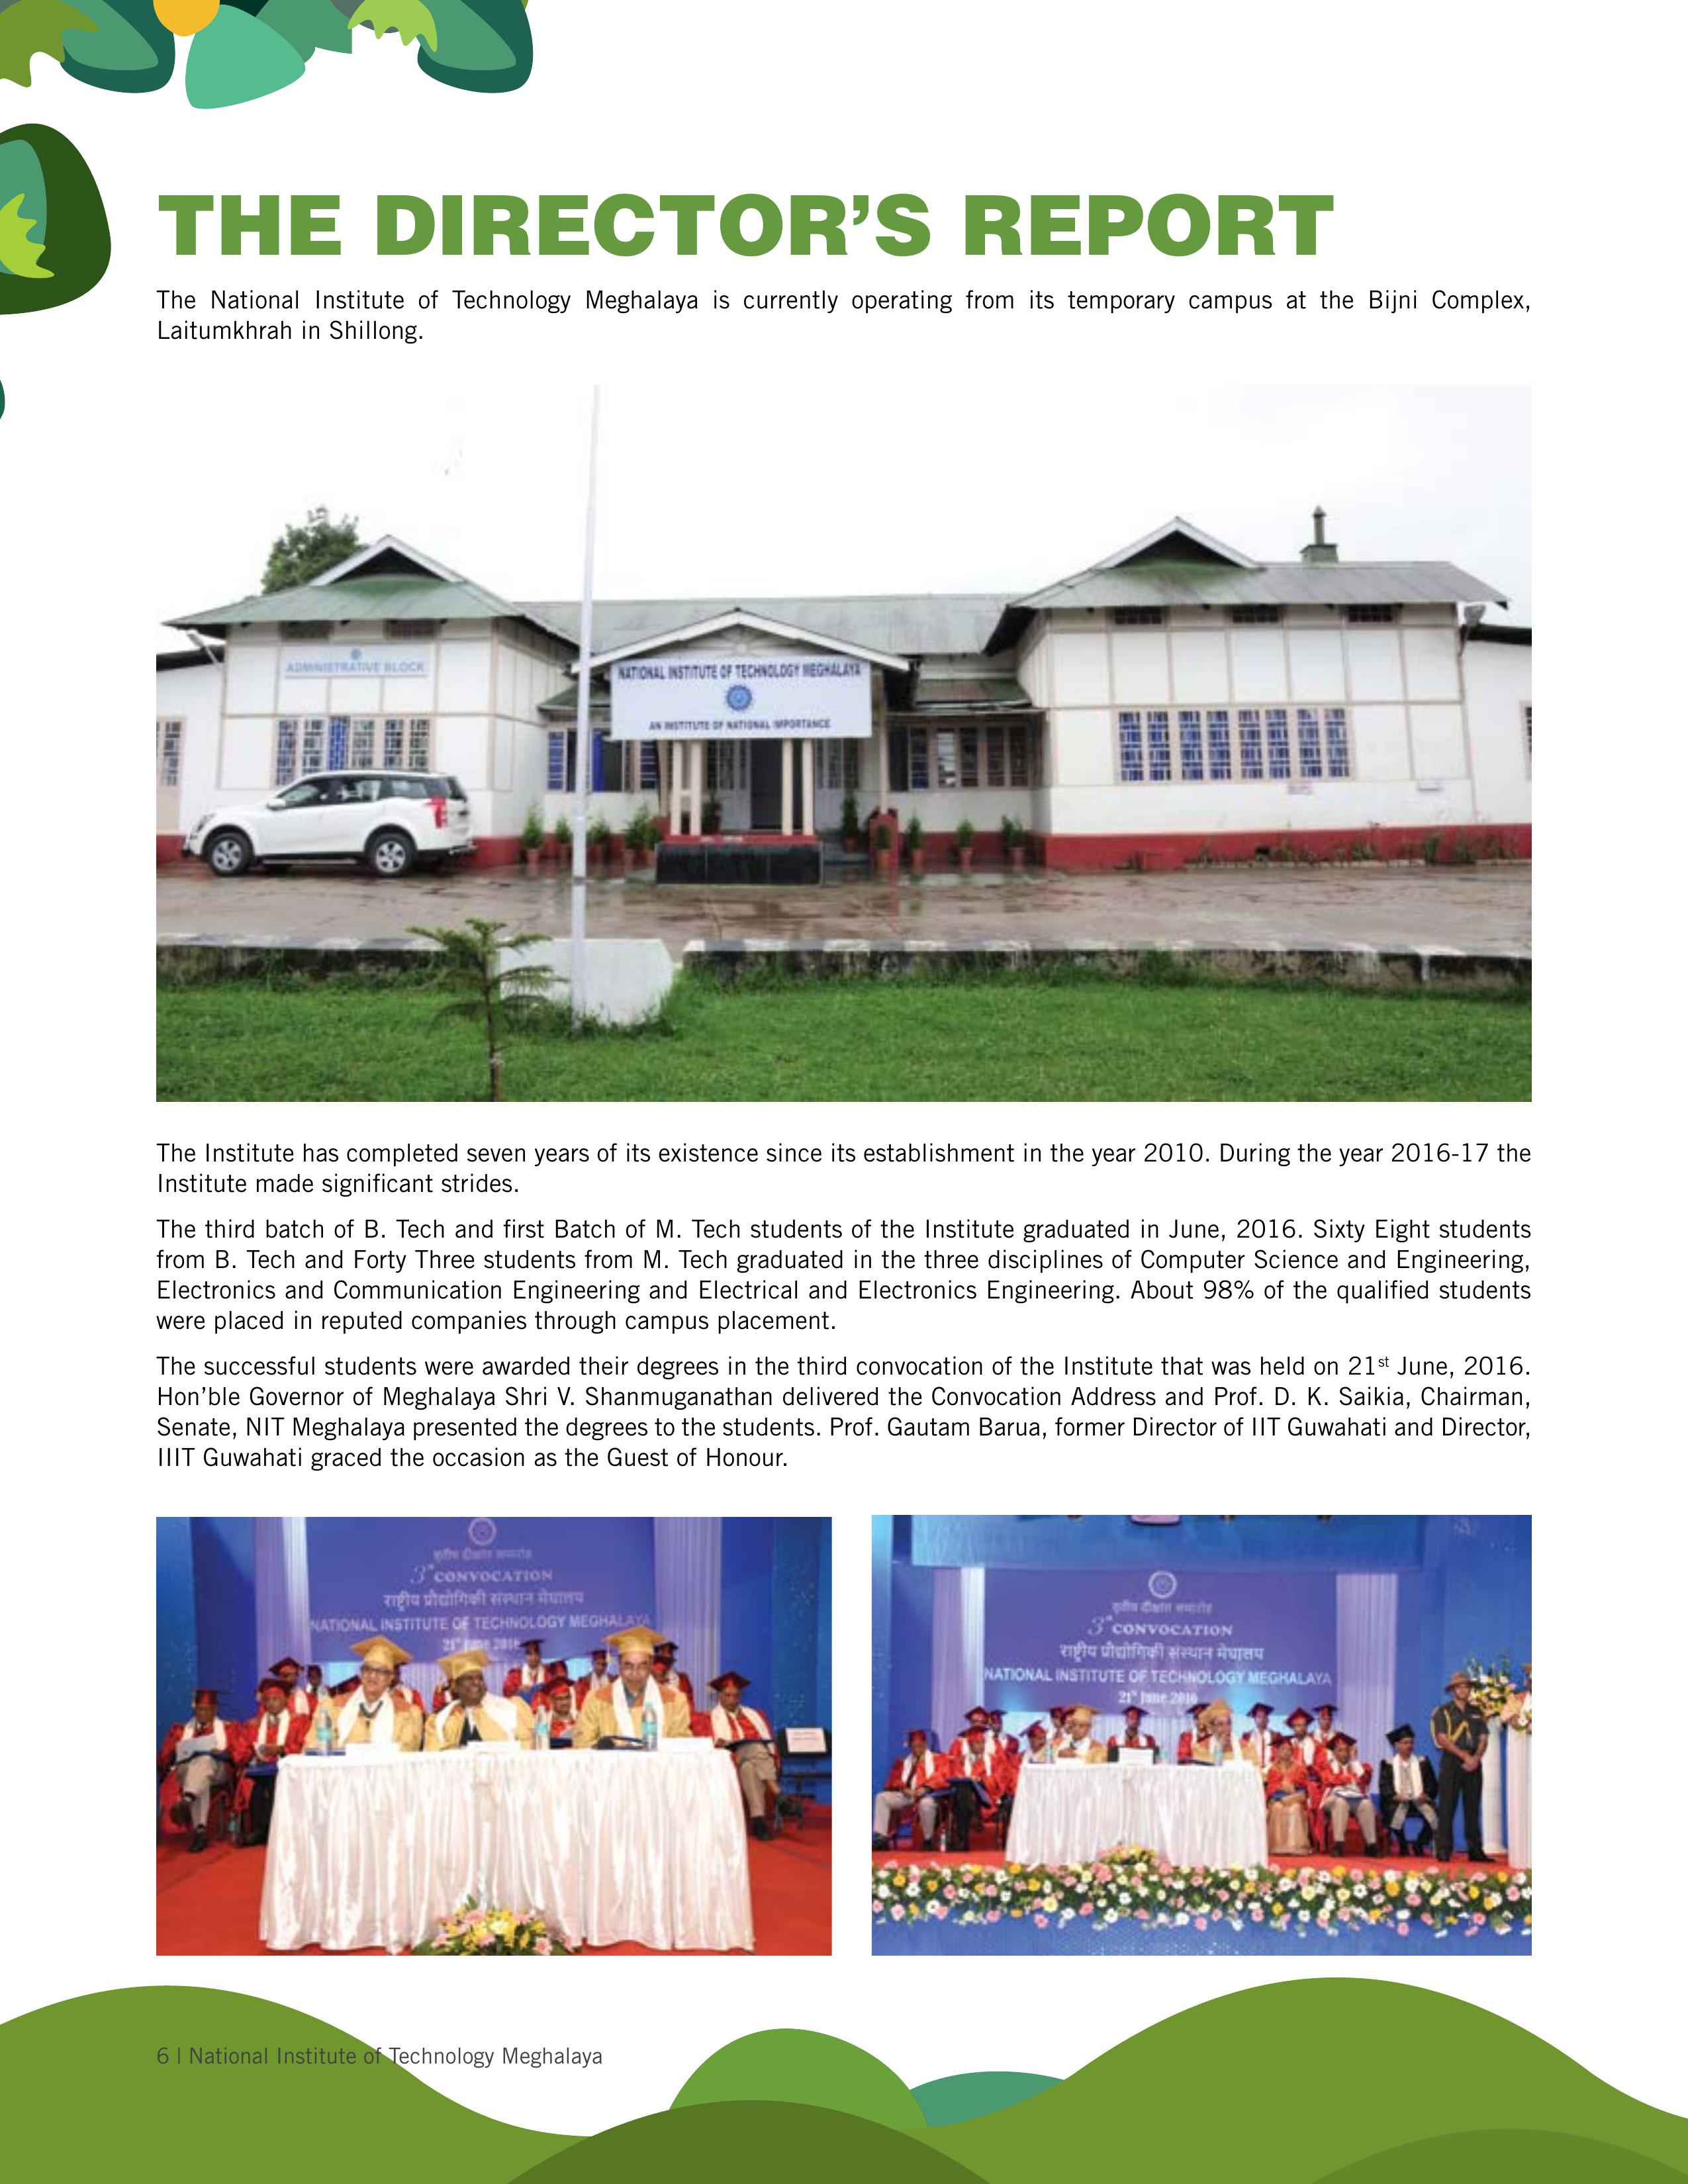 THE DIRECTOR'S REPORT
The National Institute of Technology Meghalaya is currently operating from its temporary campus at the Bijni Complex,
Laitumkhrah in Shillong.
ADMINISTRATIVE BLOCK
NATIONAL INSTITUTE OF TECHNOLOGY MEGHALAYA
AN INSTITUTE OF NATIONAL IMPORTANCE
The Institute has completed seven years of its existence since its establishment in the year 2010. During the year 2016-17 the
Institute made significant strides.
The third batch of B. Tech and first Batch of M. Tech students of the Institute graduated in June, 2016. Sixty Eight students
from B. Tech and Forty Three students from M. Tech graduated in the three disciplines of Computer Science and Engineering,
Electronics and Communication Engineering and Electrical and Electronics Engineering. About 98% of the qualified students
were placed in reputed companies through campus placement.
The successful students were awarded their degrees in the third convocation of the Institute that was held on 21st June, 2016.
Hon'ble Governor of Meghalaya Shri V. Shanmuganathan delivered the Convocation Address and Prof. D. K. Saikia, Chairman,
Senate, NIT Meghalaya presented the degrees to the students. Prof. Gautam Barua, former Director of IIT Guwahati and Director,
IIIT Guwahati graced the occasion as the Guest of Honour.
तृतीय दीक्षांत समारोह
3rd CONVOCATION
राष्ट्रीय प्रौद्योगिकी संस्थान मेघालय
NATIONAL INSTITUTE OF TECHNOLOGY MEGHALAYA
21st June 2016
तृतीय दीक्षांत समारोह
3rd CONVOCATION
राष्ट्रीय प्रौद्योगिकी संस्थान मेघालय
NATIONAL INSTITUTE OF TECHNOLOGY MEGHALAYA
21st June 2016
6 | National Institute of Technology Meghalaya